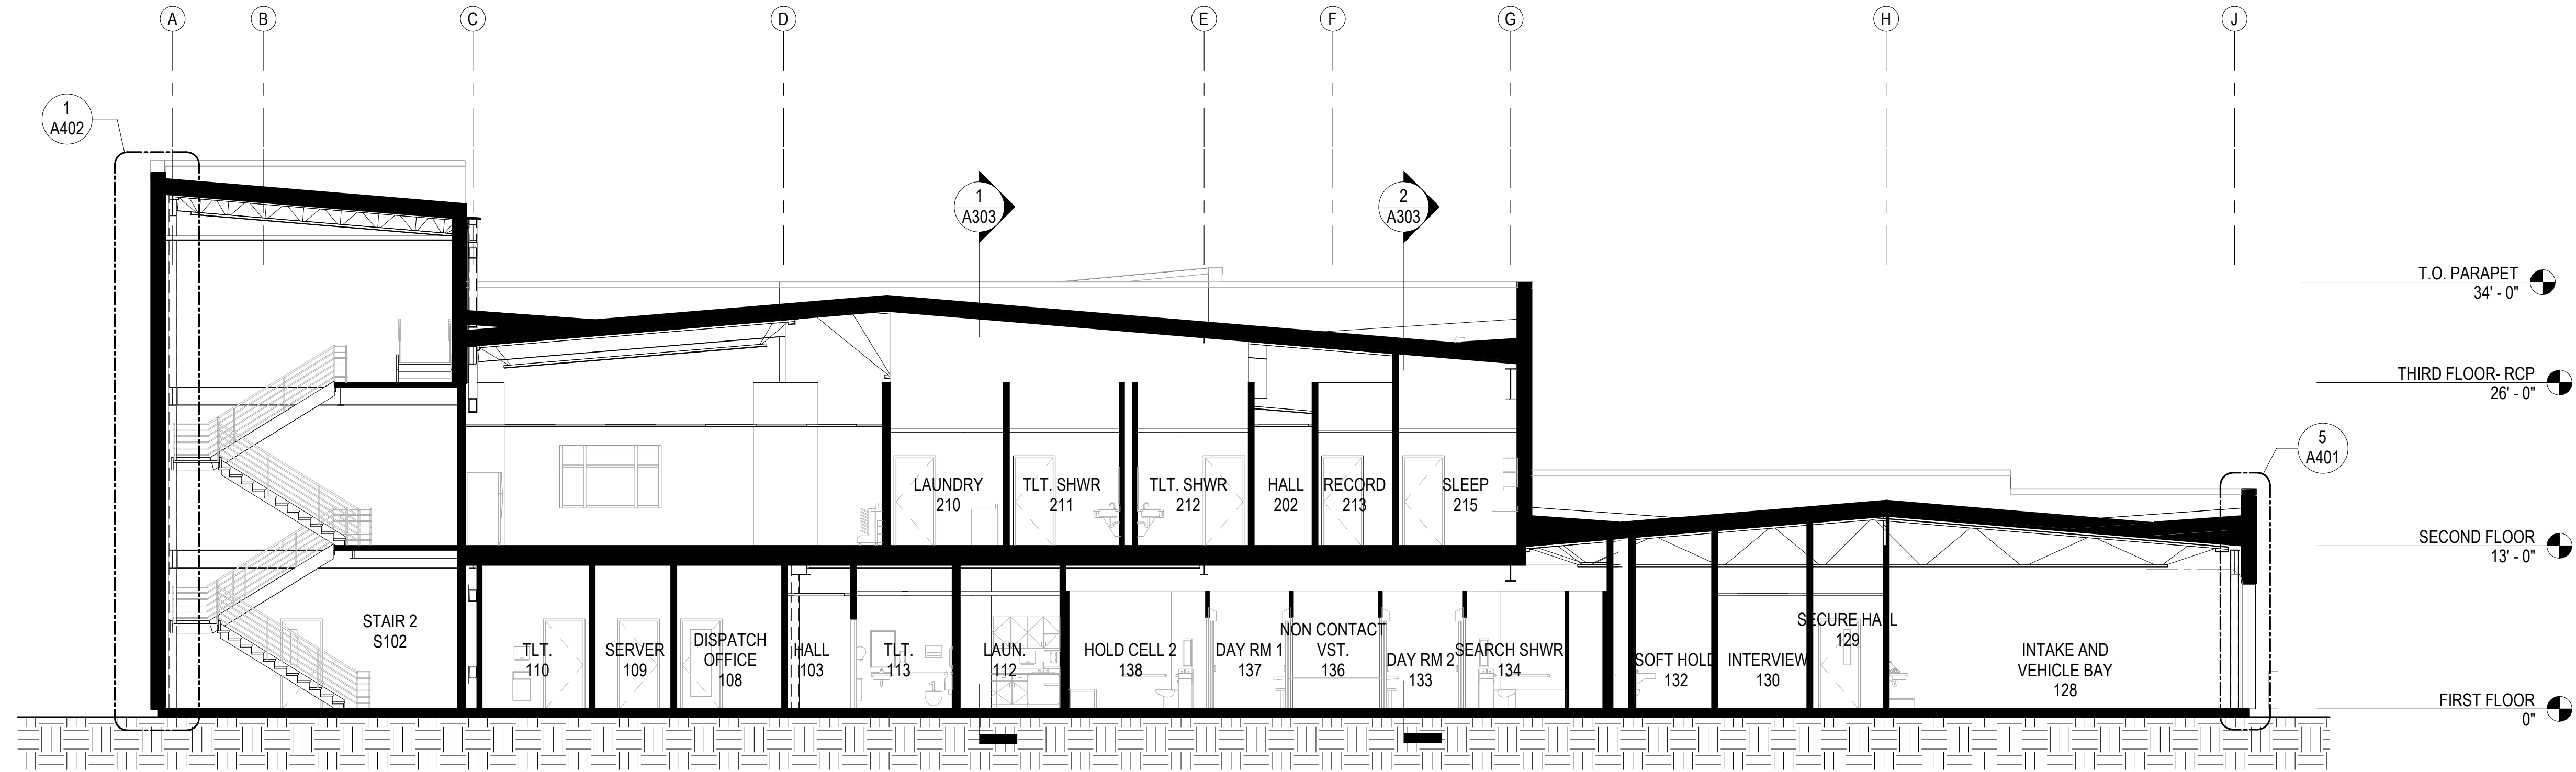 A
B
C
D
E
F
G
H
J
1
A402
1
A303
2
A303
T.O. PARAPET
34' - 0"
THIRD FLOOR- RCP
26' - 0"
5
A401
LAUNDRY
210
TLT. SHWR
211
TLT. SHWR
212
HALL
202
RECORD
213
SLEEP
215
SECOND FLOOR
13' - 0"
STAIR 2
S102
TLT.
110
SERVER
109
DISPATCH
OFFICE
108
HALL
103
TLT.
113
LAUN.
112
HOLD CELL 2
138
DAY RM 1
137
NON CONTACT
VST.
136
DAY RM 2
133
SEARCH SHWR
134
SOFT HOLD
132
INTERVIEW
130
SECURE HALL
129
INTAKE AND
VEHICLE BAY
128
FIRST FLOOR
0"